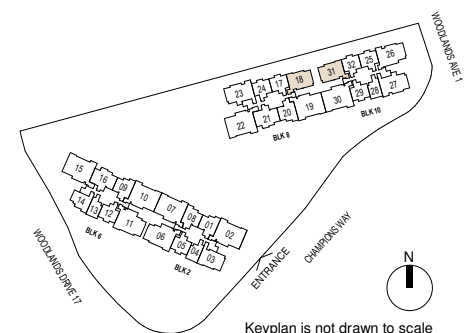 WOODLANDS AVE 1
23 24 17 18 31 32 25 26
22 21 20 19 30 29 28 27
BLK 8
BLK 10
15 16 09 10 07 08 01 02
14 13 12 11 06 05 04 03
BLK 6
BLK 2
WOODLANDS DRIVE 17
ENTRANCE
CHAMPIONS WAY
N
Keyplan is not drawn to scale